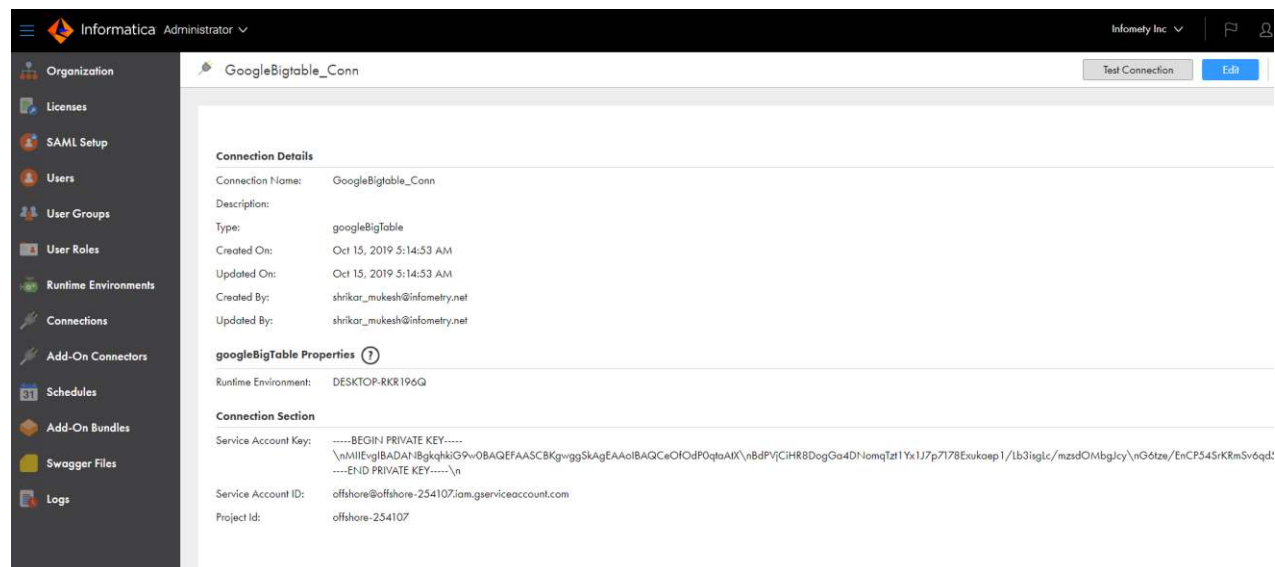 Informatica Administrator
Infomety Inc
Organization
Licenses
SAML Setup
Users
User Groups
User Roles
Runtime Environments
Connections
Add-On Connectors
31 Schedules
Add-On Bundles
Swagger Files
Logs
GoogleBigtable_Conn
Test Connection
Edit
Connection Details
Connection Name: GoogleBigtable_Conn
Description:
Type: googleBigTable
Created On: Oct 15, 2019 5:14:53 AM
Updated On: Oct 15, 2019 5:14:53 AM
Created By: shrikar_mukesh@infometry.net
Updated By: shrikar_mukesh@infometry.net
googleBigTable Properties ?
Runtime Environment: DESKTOP-RKR196Q
Connection Section
Service Account Key: -----BEGIN PRIVATE KEY-----
----END PRIVATE KEY-----\n
Service Account ID: offshore@offshore-254107.iam.gserviceaccount.com
Project Id: offshore-254107